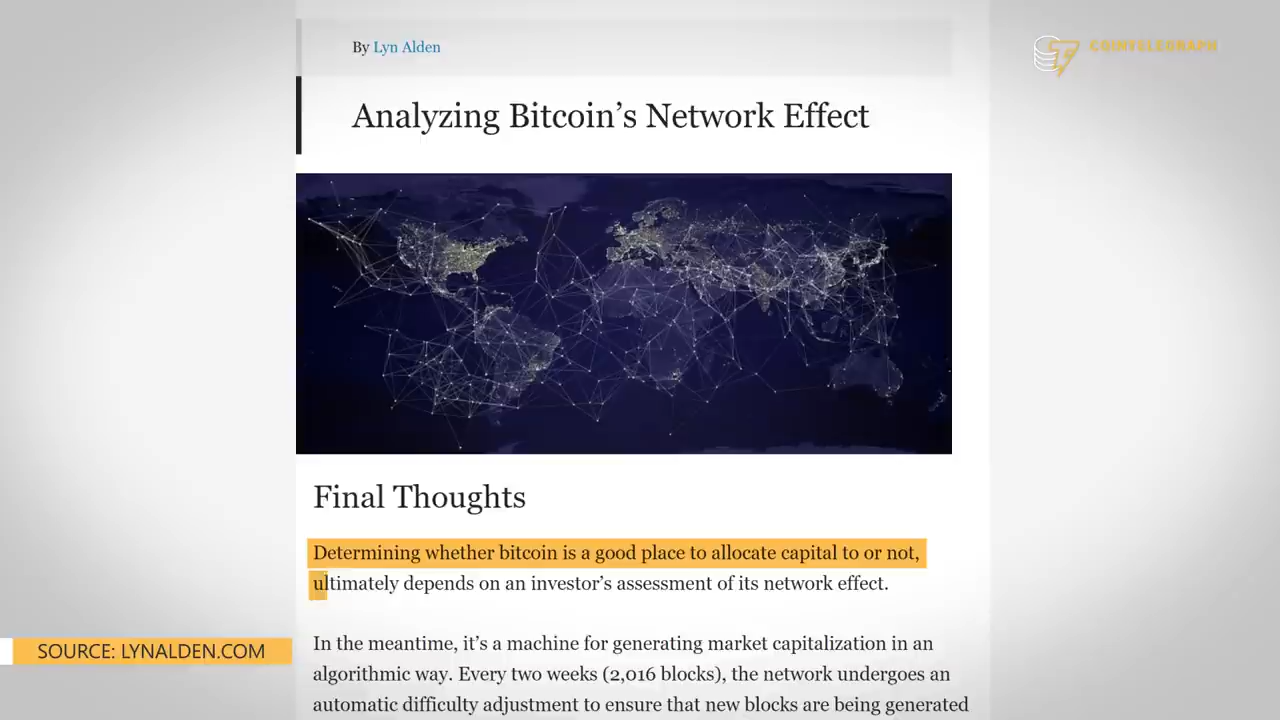 By Lyn Alden
COINTELEGRAPH
Analyzing Bitcoin’s Network Effect
Final Thoughts
Determining whether bitcoin is a good place to allocate capital to or not,
ultimately depends on an investor’s assessment of its network effect.
In the meantime, it’s a machine for generating market capitalization in an
algorithmic way. Every two weeks (2,016 blocks), the network undergoes an
automatic difficulty adjustment to ensure that new blocks are being generated
SOURCE: LYNALDEN.COM